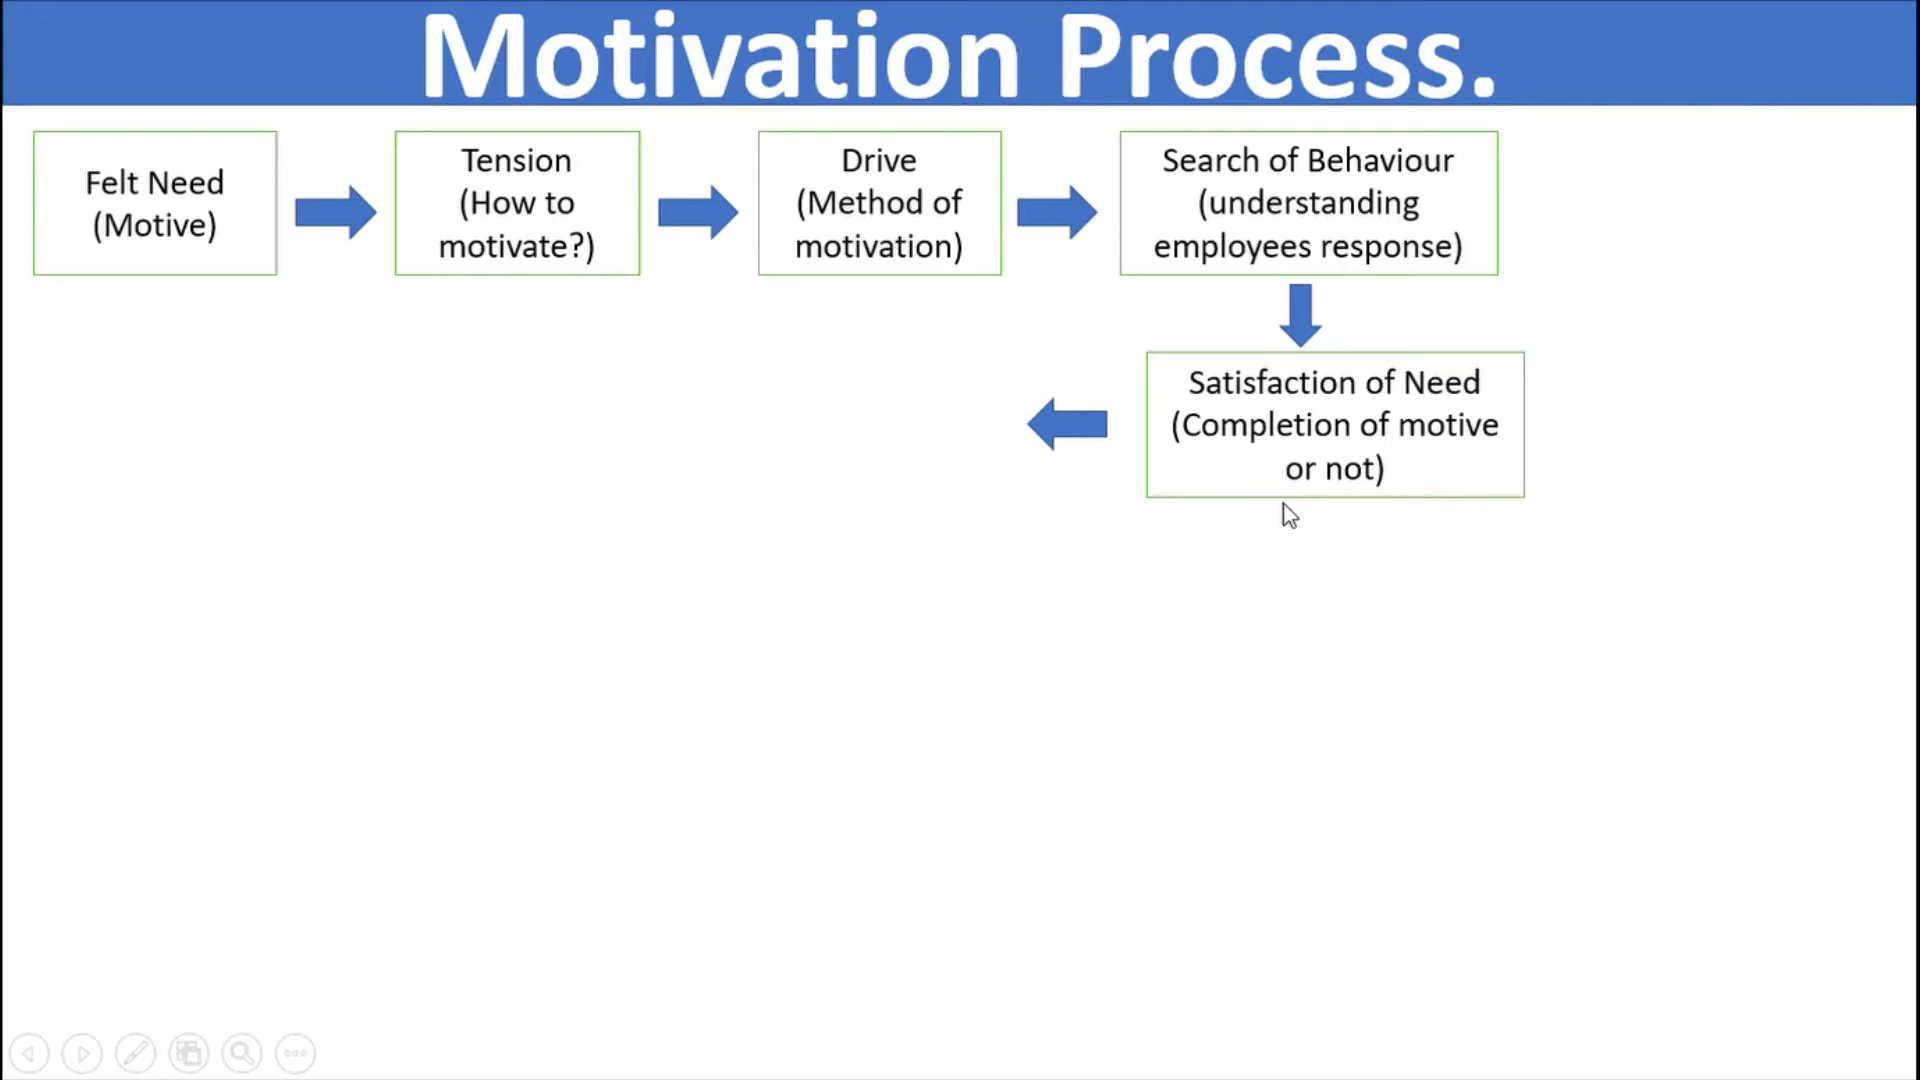 Motivation Process.
Felt Need
(Motive)
Tension
(How to
motivate?)
Drive
(Method of
motivation)
Search of Behaviour
(understanding
employees response)
Satisfaction of Need
(Completion of motive
or not)